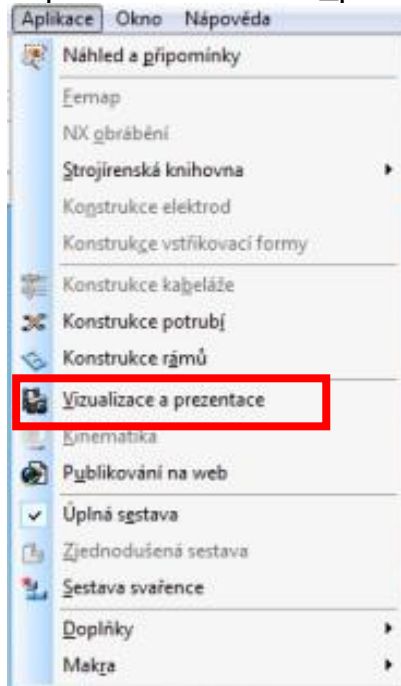 Aplikace Okno Nápověda
Náhled a připomínky
Femap
NX obrábění
Strojírenská knihovna
Konstrukce elektrod
Konstrukce vstřikovací formy
Konstrukce kabeláže
Konstrukce potrubí
Konstrukce rámů
Vizualizace a prezentace
Kinematika
Publikování na web
Úplná sestava
Zjednodušená sestava
Sestava svařence
Doplňky
Makra